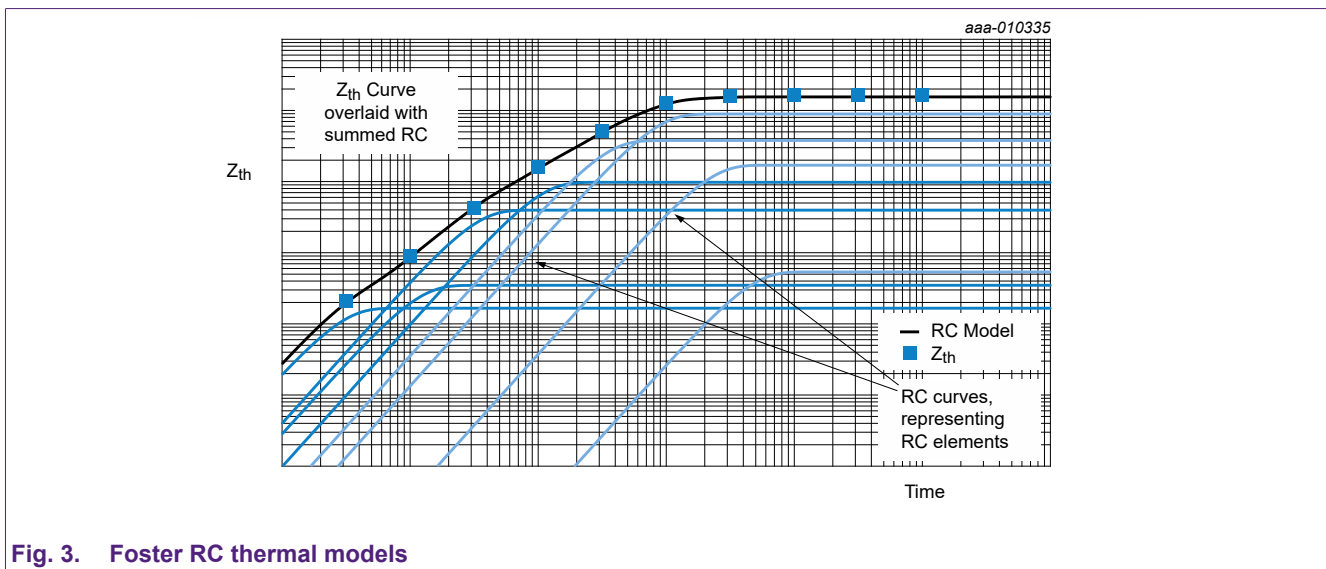 aaa-010335
Zth Curve
overlaid with
summed RC
Zth
RC Model
Zth
RC curves,
representing
RC elements
Time
Fig. 3. Foster RC thermal models